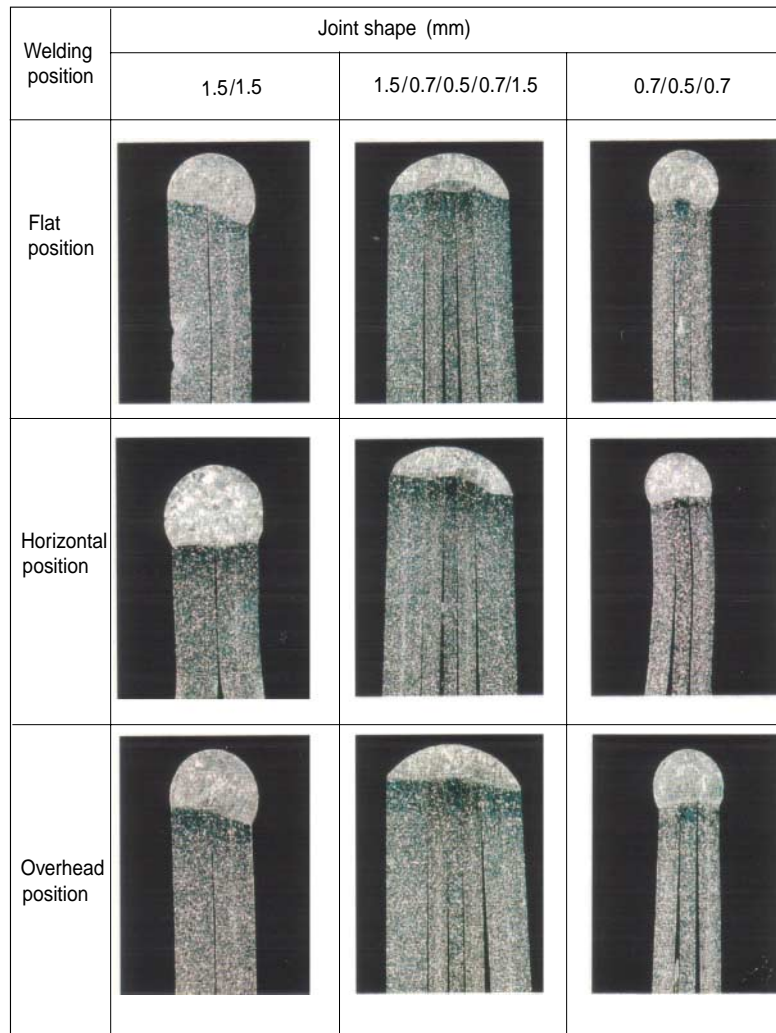 Joint shape (mm)
Welding
position
1.5/1.5
1.5/0.7/0.5/0.7/1.5
0.7/0.5/0.7
Flat
position
Horizontal
position
Overhead
position